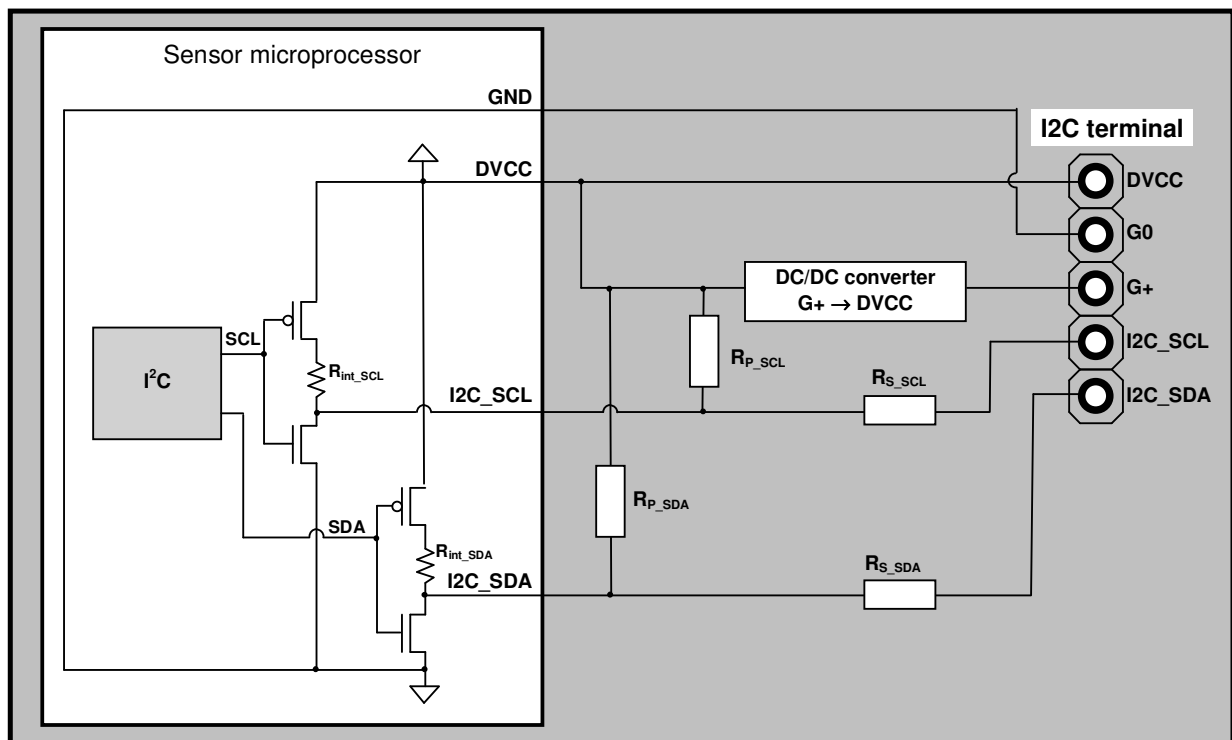 Sensor microprocessor
GND
I2C terminal
DVCC
DVCC
G0
DC/DC converter
G+ → DVCC
G+
SCL
I²C
R_int_SCL
R_P_SCL
I2C_SCL
I2C_SCL
R_S_SCL
I2C_SDA
R_P_SDA
SDA
R_int_SDA
I2C_SDA
R_S_SDA